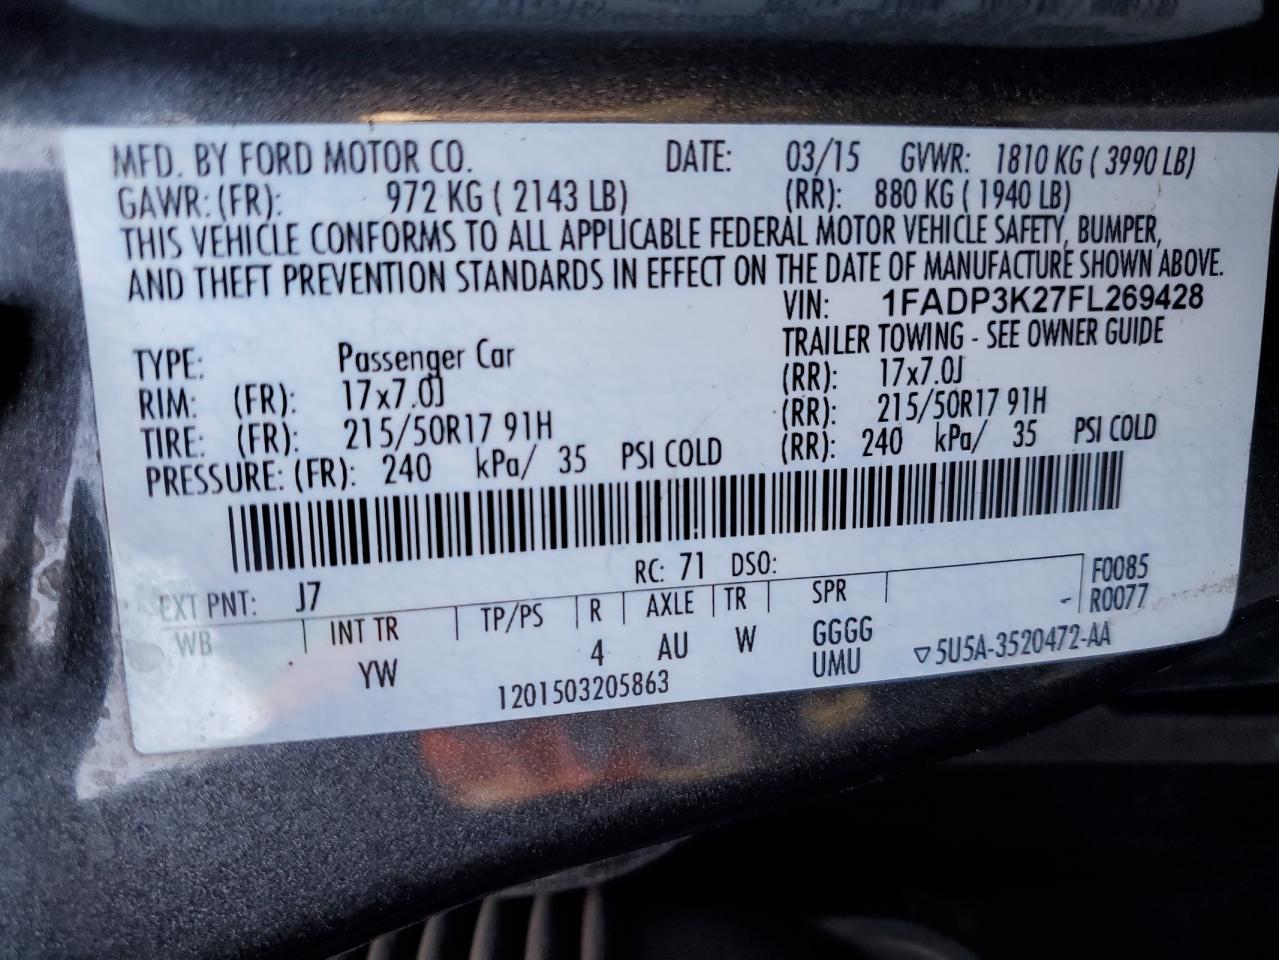 MFD. BY FORD MOTOR CO. DATE: 03/15 GVWR: 1810 KG ( 3990 LB)
GAWR: (FR): 972 KG ( 2143 LB) (RR): 880 KG ( 1940 LB)
THIS VEHICLE CONFORMS TO ALL APPLICABLE FEDERAL MOTOR VEHICLE SAFETY, BUMPER,
AND THEFT PREVENTION STANDARDS IN EFFECT ON THE DATE OF MANUFACTURE SHOWN ABOVE.
VIN: 1FADP3K27FL269428
TYPE: Passenger Car TRAILER TOWING - SEE OWNER GUIDE
RIM: (FR): 17x7.0J (RR): 17x7.0J
TIRE: (FR): 215/50R17 91H (RR): 215/50R17 91H
PRESSURE: (FR): 240 kPa/ 35 PSI COLD (RR): 240 kPa/ 35 PSI COLD
EXT PNT: J7 RC: 71 DSO: F0085
WB INT TR TP/PS R AXLE TR SPR R0077
YW 4 AU W GGGG
UMU ▽5U5A-3520472-AA
1201503205863